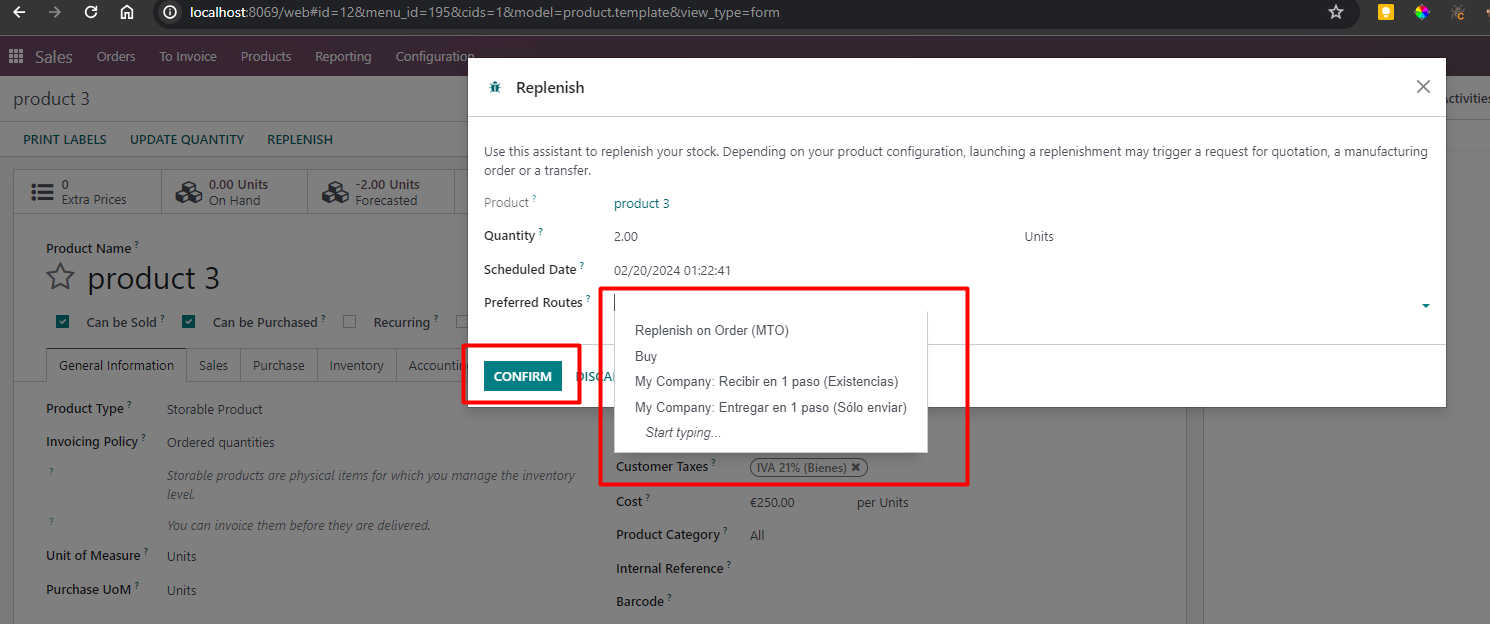 localhost:8069/web#id=12&menu_id=195&cids=1&model=product.template&view_type=form
Sales Orders To Invoice Products Reporting Configuration
product 3
PRINT LABELS UPDATE QUANTITY REPLENISH
0
Extra Prices
0.00 Units
On Hand
-2.00 Units
Forecasted
Product Name ?
product 3
Can be Sold ? Can be Purchased ? Recurring ?
General Information Sales Purchase Inventory Accountin
Product Type ? Storable Product
Invoicing Policy ? Ordered quantities
? Storable products are physical items for which you manage the inventory
level.
? You can invoice them before they are delivered.
Unit of Measure ? Units
Purchase UoM ? Units
Replenish
Activities
Use this assistant to replenish your stock. Depending on your product configuration, launching a replenishment may trigger a request for quotation, a manufacturing
order or a transfer.
Product ? product 3
Quantity ? 2.00 Units
Scheduled Date ? 02/20/2024 01:22:41
Preferred Routes ?
Replenish on Order (MTO)
Buy
My Company: Recibir en 1 paso (Existencias)
My Company: Entregar en 1 paso (Sólo enviar)
Start typing...
CONFIRM DISCA
Customer Taxes ? IVA 21% (Bienes) ✖
Cost ? €250.00 per Units
Product Category ? All
Internal Reference ?
Barcode ?